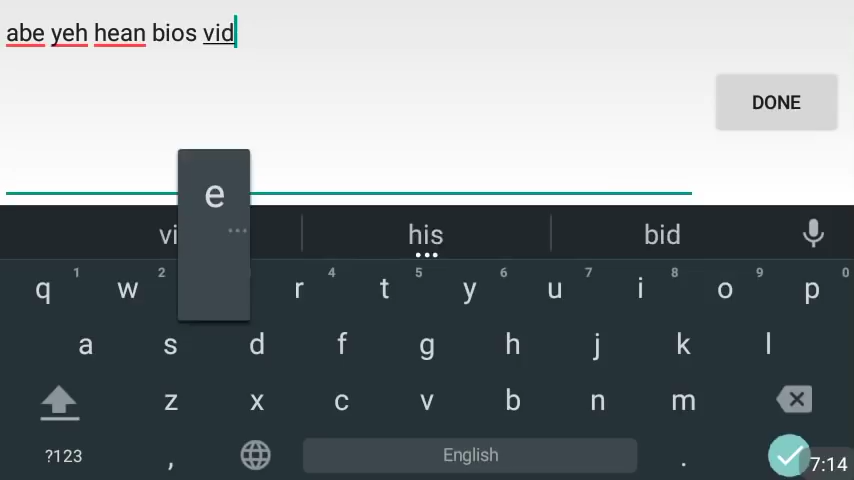 abe yeh hean bios vid
DONE
e
vi his bid
1 2 4 5 6 7 8 9 0
q w r t y u i o p
a s d f g h j k l
z x c v b n m
?123 , English . 7:14